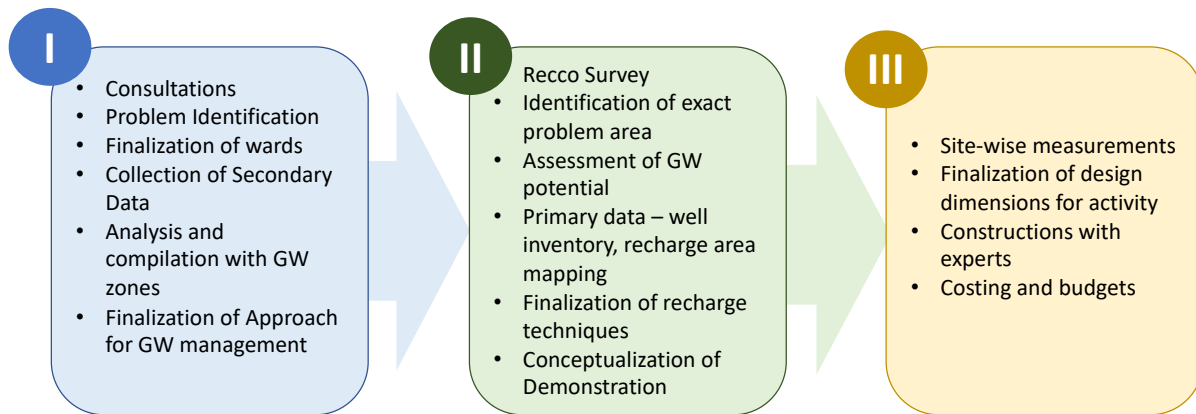 I
• Consultations
• Problem Identification
• Finalization of wards
• Collection of Secondary
Data
• Analysis and
compilation with GW
zones
• Finalization of Approach
for GW management
II
Recco Survey
• Identification of exact
problem area
• Assessment of GW
potential
• Primary data – well
inventory, recharge area
mapping
• Finalization of recharge
techniques
• Conceptualization of
Demonstration
III
• Site-wise measurements
• Finalization of design
dimensions for activity
• Constructions with
experts
• Costing and budgets